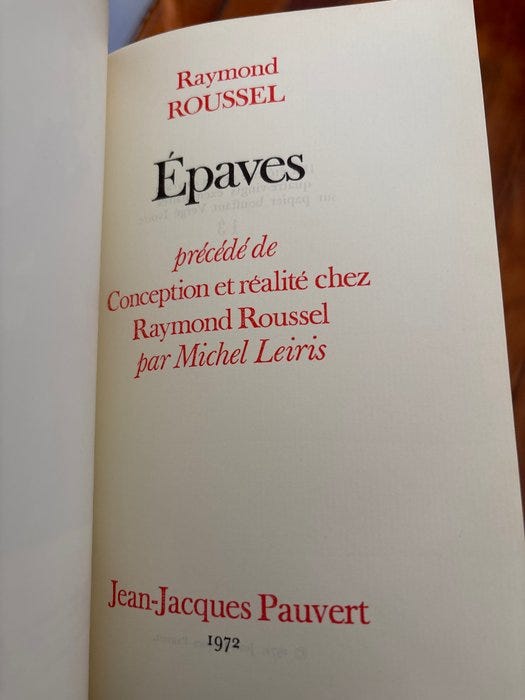 Raymond
ROUSSEL
Épaves
précédé de
Conception et réalité chez
Raymond Roussel
par Michel Leiris
Jean-Jacques Pauvert
1972